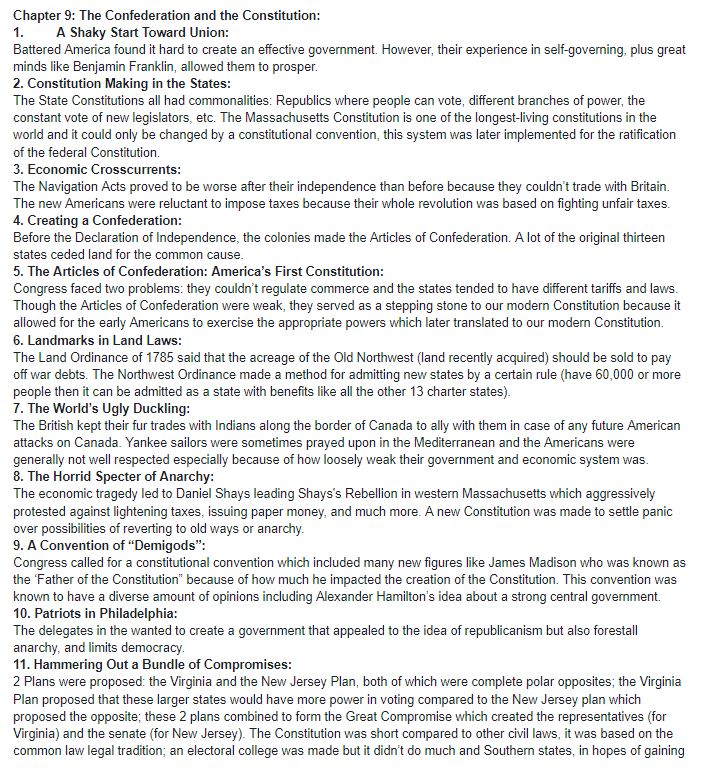 Chapter 9: The Confederation and the Constitution:
1. A Shaky Start Toward Union:
Battered America found it hard to create an effective government. However, their experience in self-governing, plus great
minds like Benjamin Franklin, allowed them to prosper.
2. Constitution Making in the States:
The State Constitutions all had commonalities: Republics where people can vote, different branches of power, the
constant vote of new legislators, etc. The Massachusetts Constitution is one of the longest-living constitutions in the
world and it could only be changed by a constitutional convention, this system was later implemented for the ratification
of the federal Constitution.
3. Economic Crosscurrents:
The Navigation Acts proved to be worse after their independence than before because they couldn't trade with Britain.
The new Americans were reluctant to impose taxes because their whole revolution was based on fighting unfair taxes.
4. Creating a Confederation:
Before the Declaration of Independence, the colonies made the Articles of Confederation. A lot of the original thirteen
states ceded land for the common cause.
5. The Articles of Confederation: America's First Constitution:
Congress faced two problems: they couldn't regulate commerce and the states tended to have different tariffs and laws.
Though the Articles of Confederation were weak, they served as a stepping stone to our modern Constitution because it
allowed for the early Americans to exercise the appropriate powers which later translated to our modern Constitution.
6. Landmarks in Land Laws:
The Land Ordinance of 1785 said that the acreage of the Old Northwest (land recently acquired) should be sold to pay
off war debts. The Northwest Ordinance made a method for admitting new states by a certain rule (have 60,000 or more
people then it can be admitted as a state with benefits like all the other 13 charter states).
7. The World's Ugly Duckling:
The British kept their fur trades with Indians along the border of Canada to ally with them in case of any future American
attacks on Canada. Yankee sailors were sometimes prayed upon in the Mediterranean and the Americans were
generally not well respected especially because of how loosely weak their government and economic system was.
8. The Horrid Specter of Anarchy:
The economic tragedy led to Daniel Shays leading Shays's Rebellion in western Massachusetts which aggressively
protested against lightening taxes, issuing paper money, and much more. A new Constitution was made to settle panic
over possibilities of reverting to old ways or anarchy.
9. A Convention of "Demigods":
Congress called for a constitutional convention which included many new figures like James Madison who was known as
the 'Father of the Constitution" because of how much he impacted the creation of the Constitution. This convention was
known to have a diverse amount of opinions including Alexander Hamilton's idea about a strong central government.
10. Patriots in Philadelphia:
The delegates in the wanted to create a government that appealed to the idea of republicanism but also forestall
anarchy, and limits democracy.
11. Hammering Out a Bundle of Compromises:
2 Plans were proposed: the Virginia and the New Jersey Plan, both of which were complete polar opposites; the Virginia
Plan proposed that these larger states would have more power in voting compared to the New Jersey plan which
proposed the opposite; these 2 plans combined to form the Great Compromise which created the representatives (for
Virginia) and the senate (for New Jersey). The Constitution was short compared to other civil laws, it was based on the
common law legal tradition; an electoral college was made but it didn't do much and Southern states, in hopes of gaining